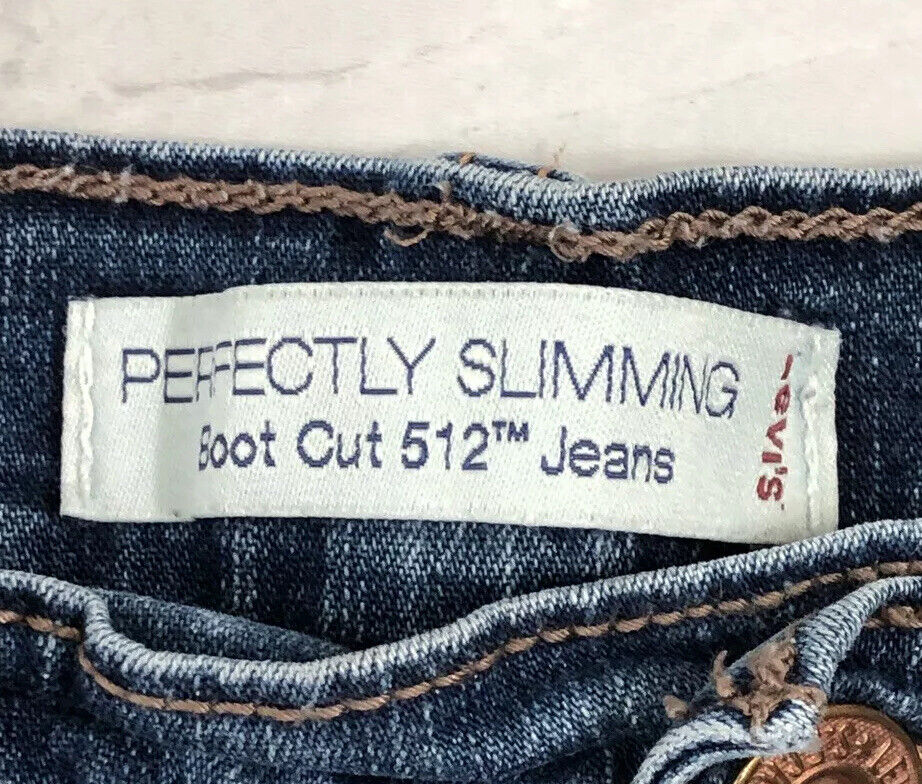 PERFECTLY SLIMMING
Boot Cut 512™ Jeans
Levi's